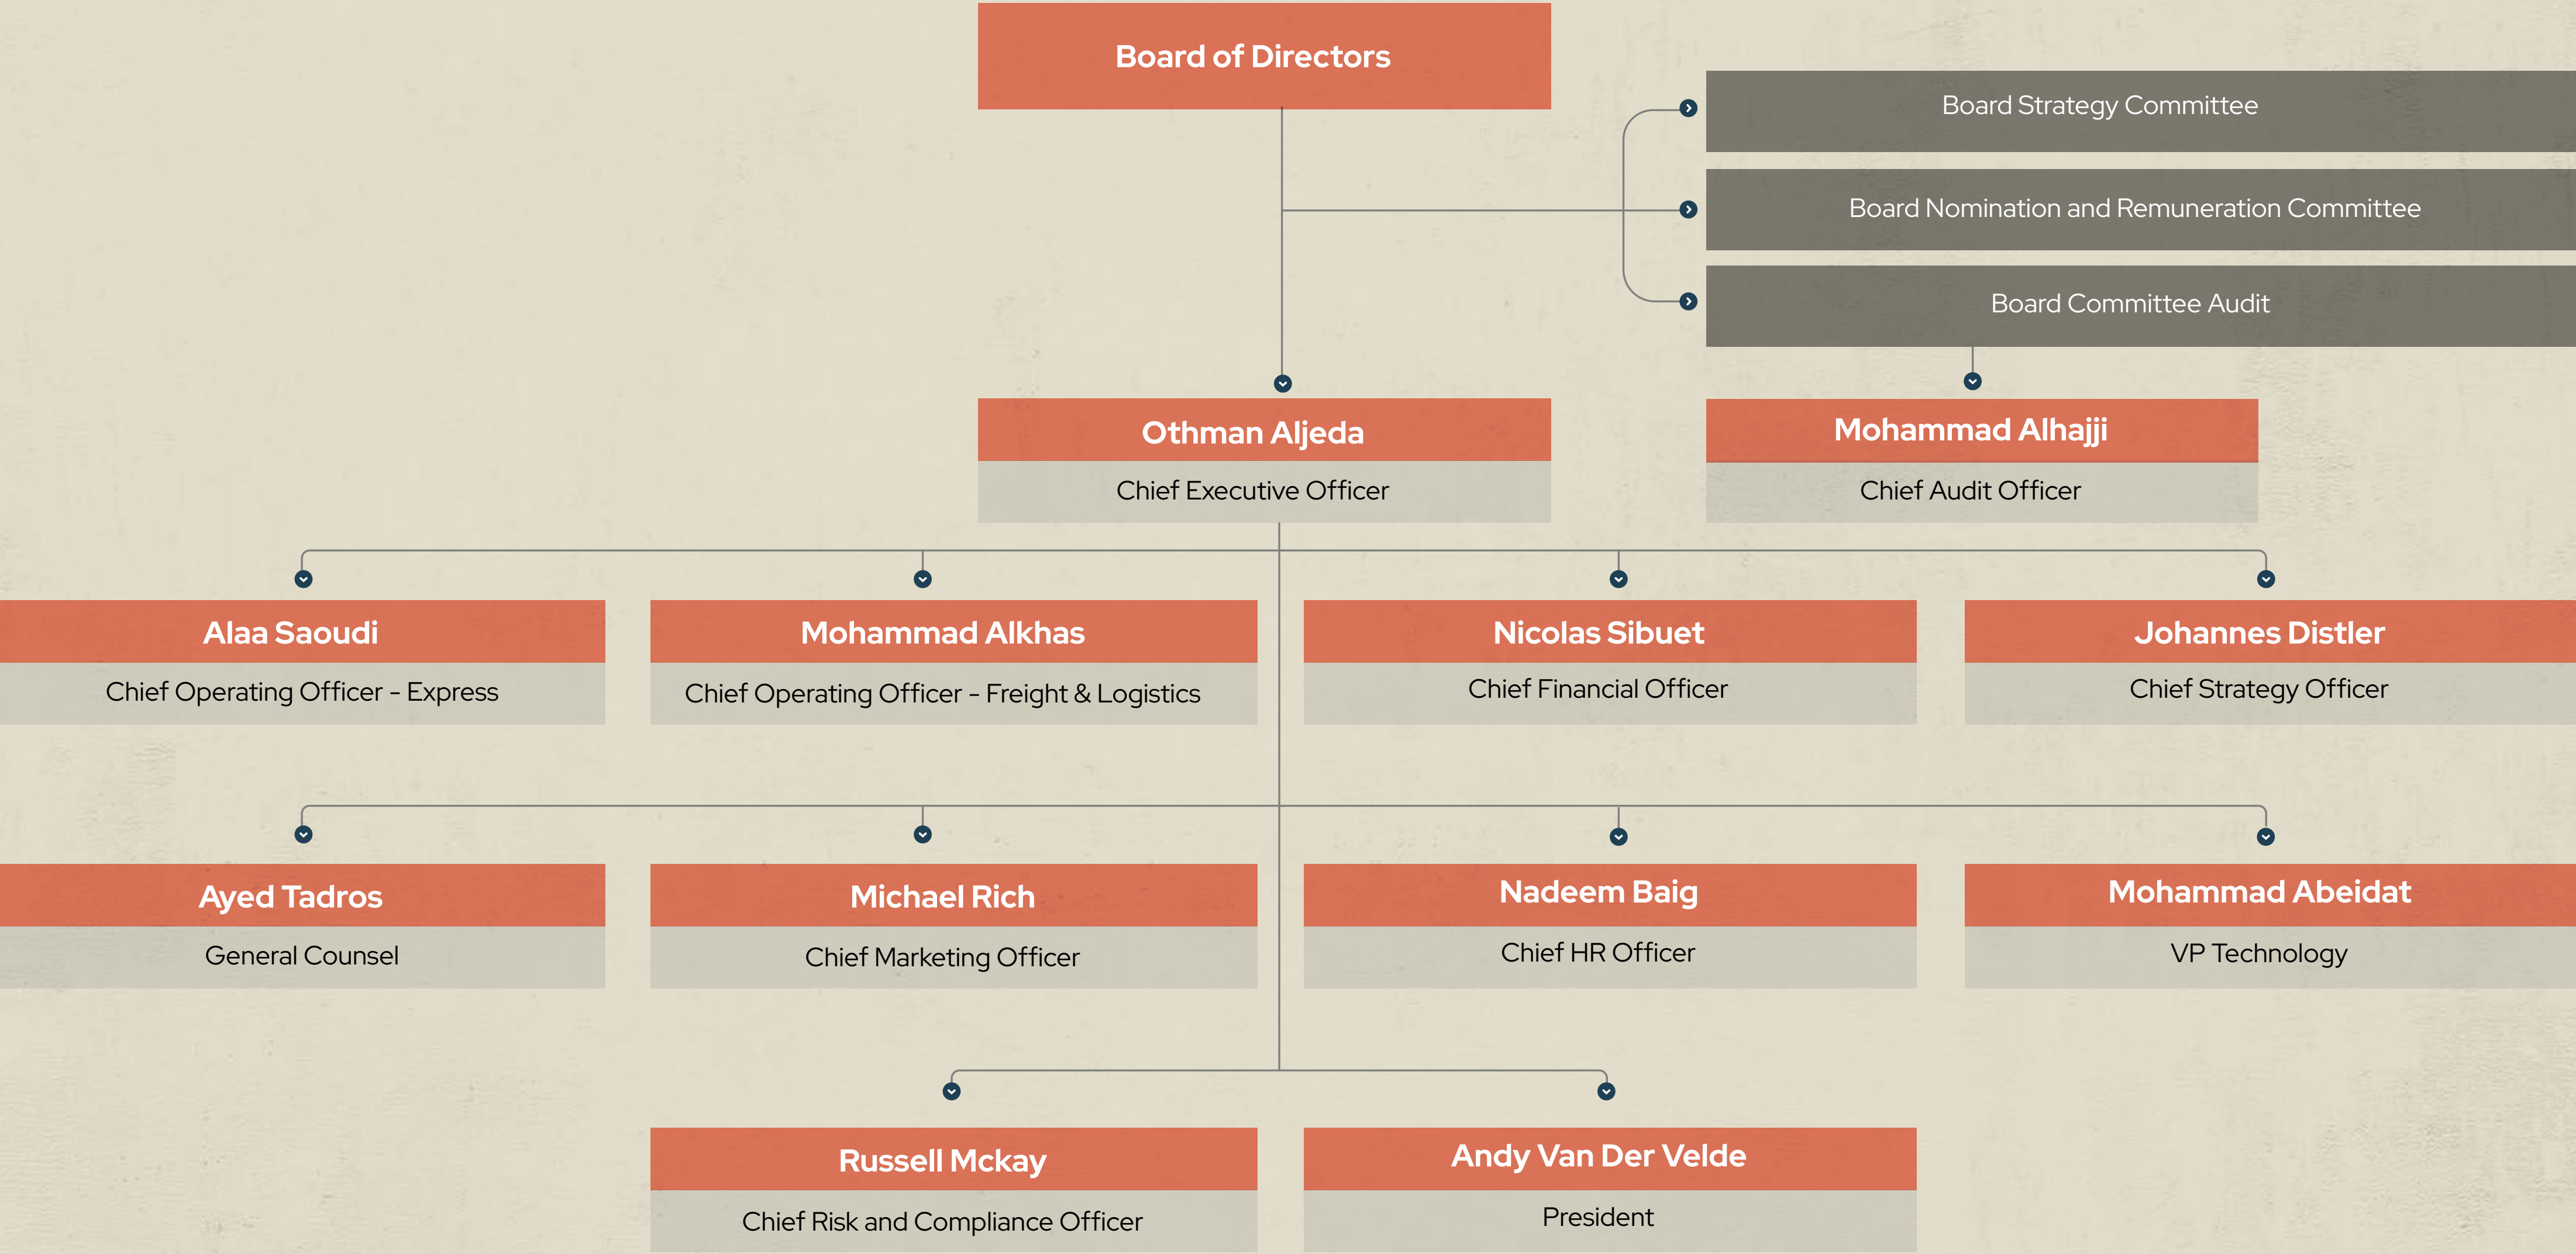 Board of Directors
Board Strategy Committee
Board Nomination and Remuneration Committee
Board Committee Audit
Othman Aljeda
Chief Executive Officer
Mohammad Alhajji
Chief Audit Officer
Alaa Saoudi
Chief Operating Officer - Express
Mohammad Alkhas
Chief Operating Officer - Freight & Logistics
Nicolas Sibuet
Chief Financial Officer
Johannes Distler
Chief Strategy Officer
Ayed Tadros
General Counsel
Michael Rich
Chief Marketing Officer
Nadeem Baig
Chief HR Officer
Mohammad Abeidat
VP Technology
Russell Mckay
Chief Risk and Compliance Officer
Andy Van Der Velde
President